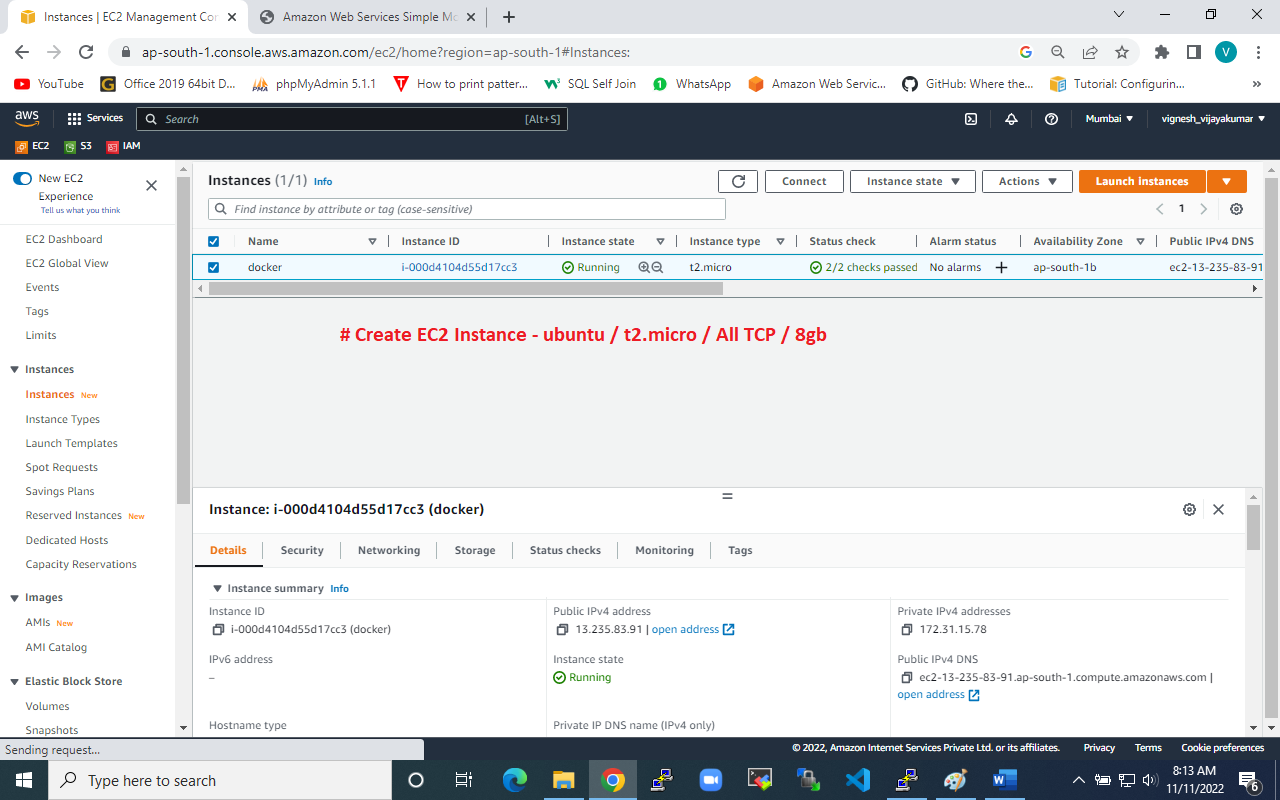 Instances | EC2 Management Con
Amazon Web Services Simple Mo
ap-south-1.console.aws.amazon.com/ec2/home?region=ap-south-1#Instances:
V
YouTube
Office 2019 64bit D...
phpMyAdmin 5.1.1
How to print patter...
SQL Self Join
WhatsApp
Amazon Web Servic...
GitHub: Where the...
Tutorial: Configurin...
»
aws
Services
Search
[Alt+S]
Mumbai
vignesh_vijayakumar
EC2
S3
IAM
New EC2
Experience
Tell us what you think
EC2 Dashboard
EC2 Global View
Events
Tags
Limits
Instances
Instances New
Instance Types
Launch Templates
Spot Requests
Savings Plans
Reserved Instances New
Dedicated Hosts
Capacity Reservations
Images
AMIs New
AMI Catalog
Elastic Block Store
Volumes
Snapshots
Instances (1/1) Info
Connect
Instance state
Actions
Launch instances
Find instance by attribute or tag (case-sensitive)
1
Name
Instance ID
Instance state
Instance type
Status check
Alarm status
Availability Zone
Public IPv4 DNS
docker
i-000d4104d55d17cc3
Running
t2.micro
2/2 checks passed
No alarms
ap-south-1b
ec2-13-235-83-91
# Create EC2 Instance - ubuntu / t2.micro / All TCP / 8gb
Instance: i-000d4104d55d17cc3 (docker)
Details
Security
Networking
Storage
Status checks
Monitoring
Tags
Instance summary Info
Instance ID
i-000d4104d55d17cc3 (docker)
Public IPv4 address
13.235.83.91 | open address
Private IPv4 addresses
172.31.15.78
IPv6 address
–
Instance state
Running
Public IPv4 DNS
ec2-13-235-83-91.ap-south-1.compute.amazonaws.com |
open address
Hostname type
Private IP DNS name (IPv4 only)
Sending request...
© 2022, Amazon Internet Services Private Ltd. or its affiliates.
Privacy
Terms
Cookie preferences
Type here to search
8:13 AM
11/11/2022
6